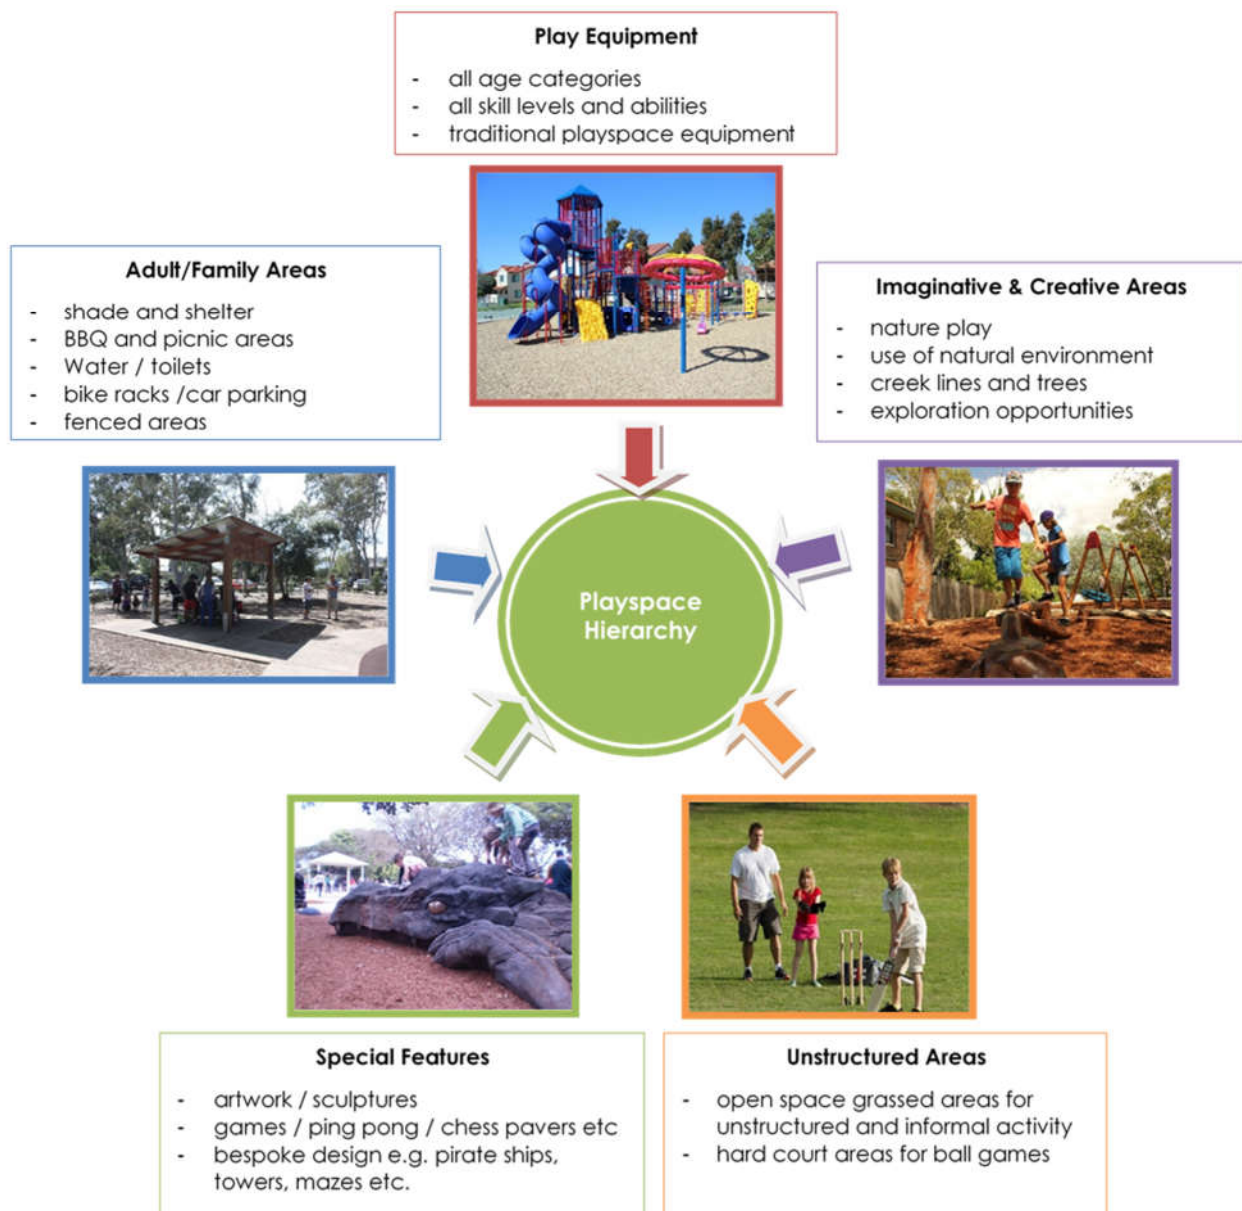 Play Equipment
- all age categories
- all skill levels and abilities
- traditional playspace equipment
Adult/Family Areas
- shade and shelter
- BBQ and picnic areas
- Water / toilets
- bike racks /car parking
- fenced areas
Imaginative & Creative Areas
- nature play
- use of natural environment
- creek lines and trees
- exploration opportunities
Playspace
Hierarchy
Special Features
- artwork / sculptures
- games / ping pong / chess pavers etc
- bespoke design e.g. pirate ships,
towers, mazes etc.
Unstructured Areas
- open space grassed areas for
unstructured and informal activity
- hard court areas for ball games